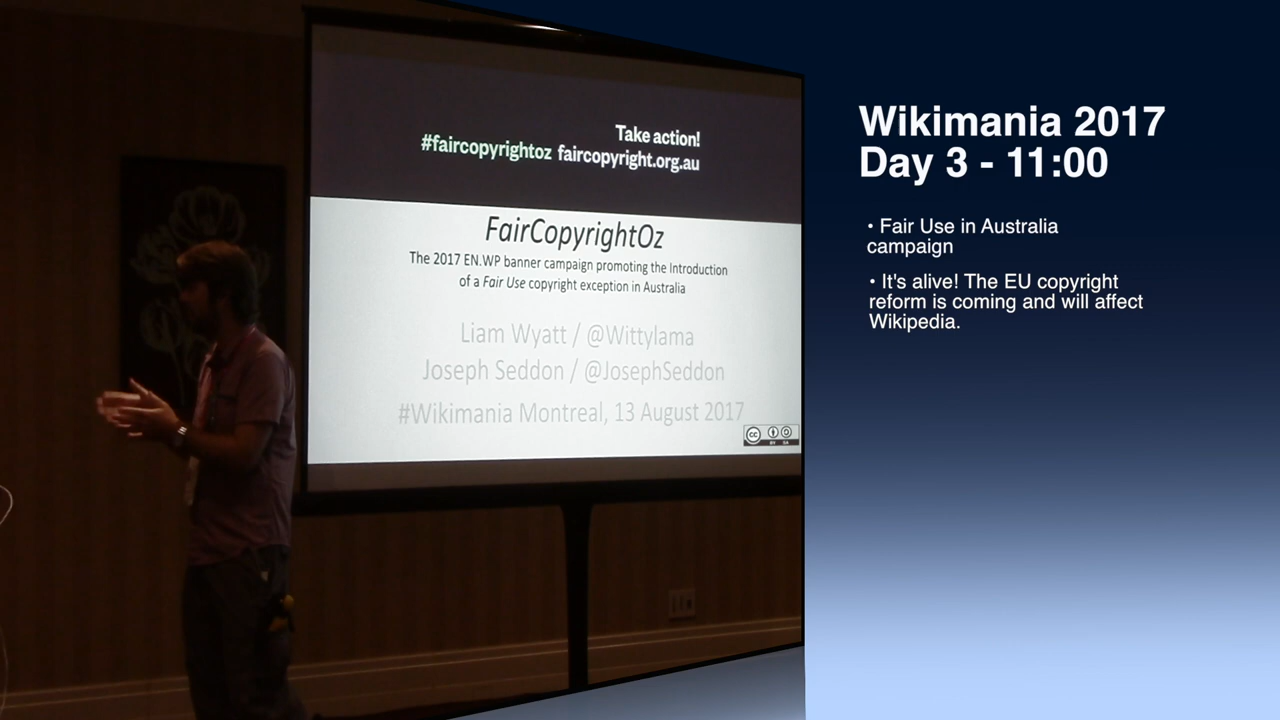 Take action!
#faircopyrightoz faircopyright.org.au
FairCopyrightOz
The 2017 EN.WP banner campaign promoting the Introduction
of a Fair Use copyright exception in Australia
Liam Wyatt / @Wittylama
Joseph Seddon / @JosephSeddon
#Wikimania Montreal, 13 August 2017
CC
BY SA
Wikimania 2017
Day 3 - 11:00
• Fair Use in Australia
campaign
• It's alive! The EU copyright
reform is coming and will affect
Wikipedia.